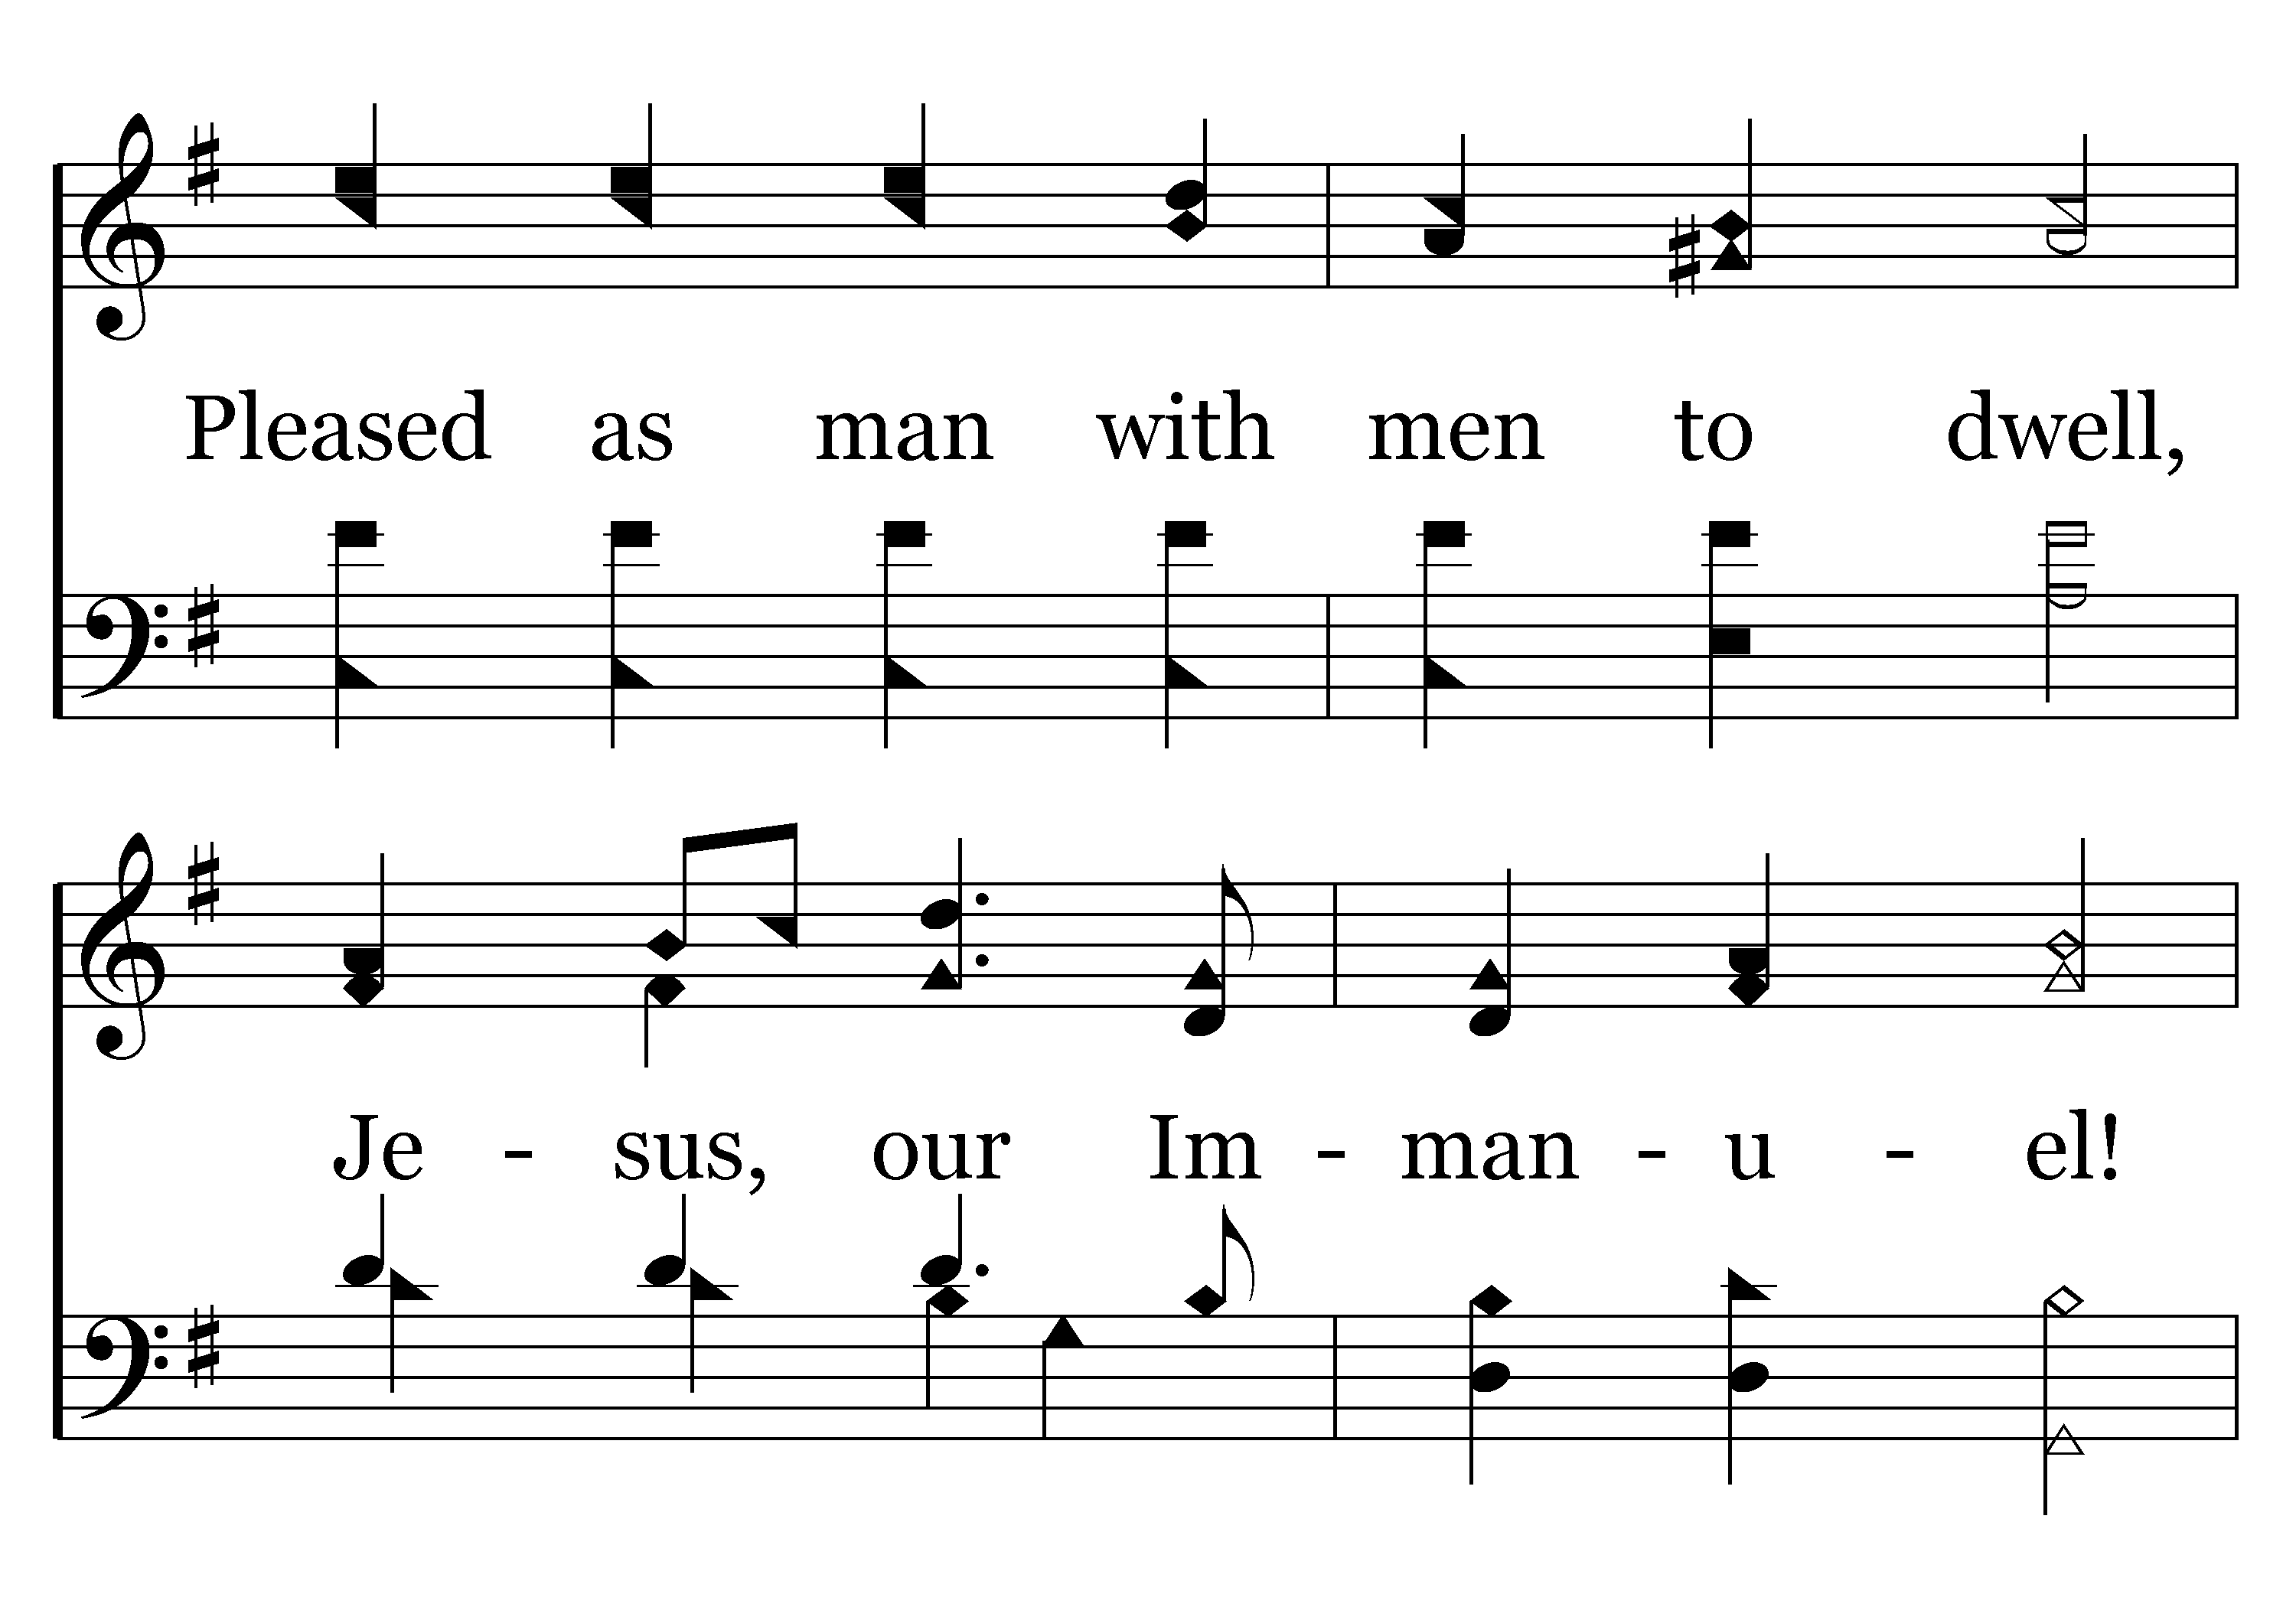 Pleased as man with men to dwell,
Je - sus, our Im - man - u - el!